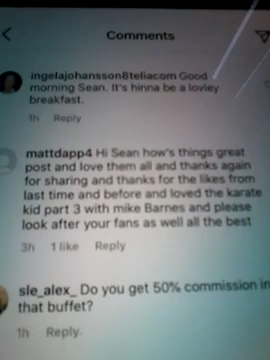 Comments
ingelajohansson8teliacom Good
morning Sean. It's hinna be a lovley
breakfast.
1h Reply
mattdapp4 Hi Sean how's things great
post and love them all and thanks again
for sharing and thanks for the likes from
last time and before and loved the karate
kid part 3 with mike Barnes and please
look after your fans as well all the best
3h 1 like Reply
sle_alex_ Do you get 50% commission in
that buffet?
1h Reply